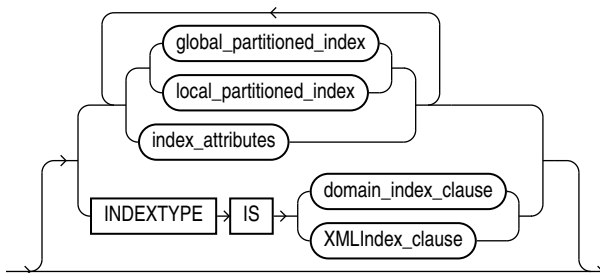 global_partitioned_index
local_partitioned_index
index_attributes
INDEXTYPE IS domain_index_clause
XMLIndex_clause